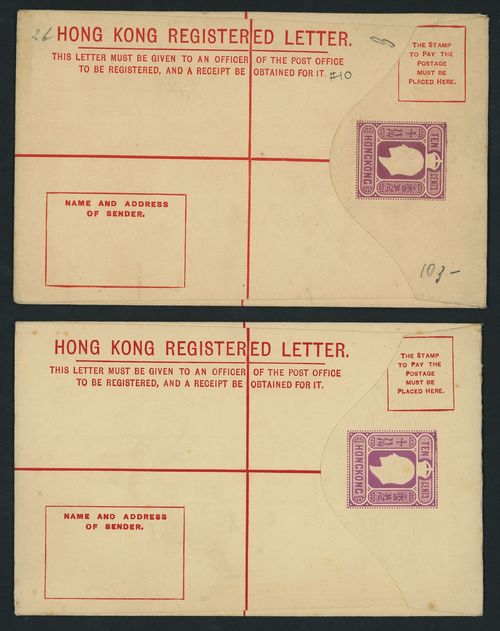 26
HONG KONG REGISTERED LETTER.
THIS LETTER MUST BE GIVEN TO AN OFFICER OF THE POST OFFICE
TO BE REGISTERED, AND A RECEIPT BE OBTAINED FOR IT. #10
THE STAMP
TO PAY THE
POSTAGE
MUST BE
PLACED HERE.
HONGKONG
TEN
CENTS
NAME AND ADDRESS
OF SENDER.
103-
HONG KONG REGISTERED LETTER.
THIS LETTER MUST BE GIVEN TO AN OFFICER OF THE POST OFFICE
TO BE REGISTERED, AND A RECEIPT BE OBTAINED FOR IT.
THE STAMP
TO PAY THE
POSTAGE
MUST BE
PLACED HERE.
HONGKONG
TEN
CENTS
NAME AND ADDRESS
OF SENDER.